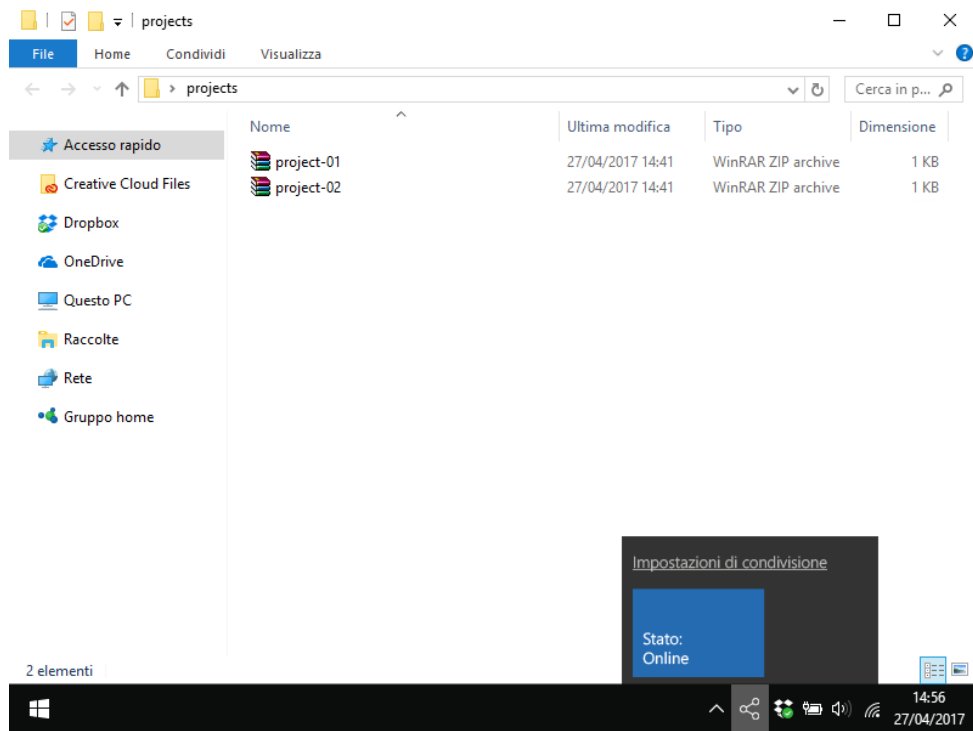 projects
File Home Condividi Visualizza
projects
Cerca in p...
Nome Ultima modifica Tipo Dimensione
Accesso rapido
Creative Cloud Files
Dropbox
OneDrive
Questo PC
Raccolte
Rete
Gruppo home
project-01 27/04/2017 14:41 WinRAR ZIP archive 1 KB
project-02 27/04/2017 14:41 WinRAR ZIP archive 1 KB
Impostazioni di condivisione
Stato:
Online
2 elementi
14:56
27/04/2017